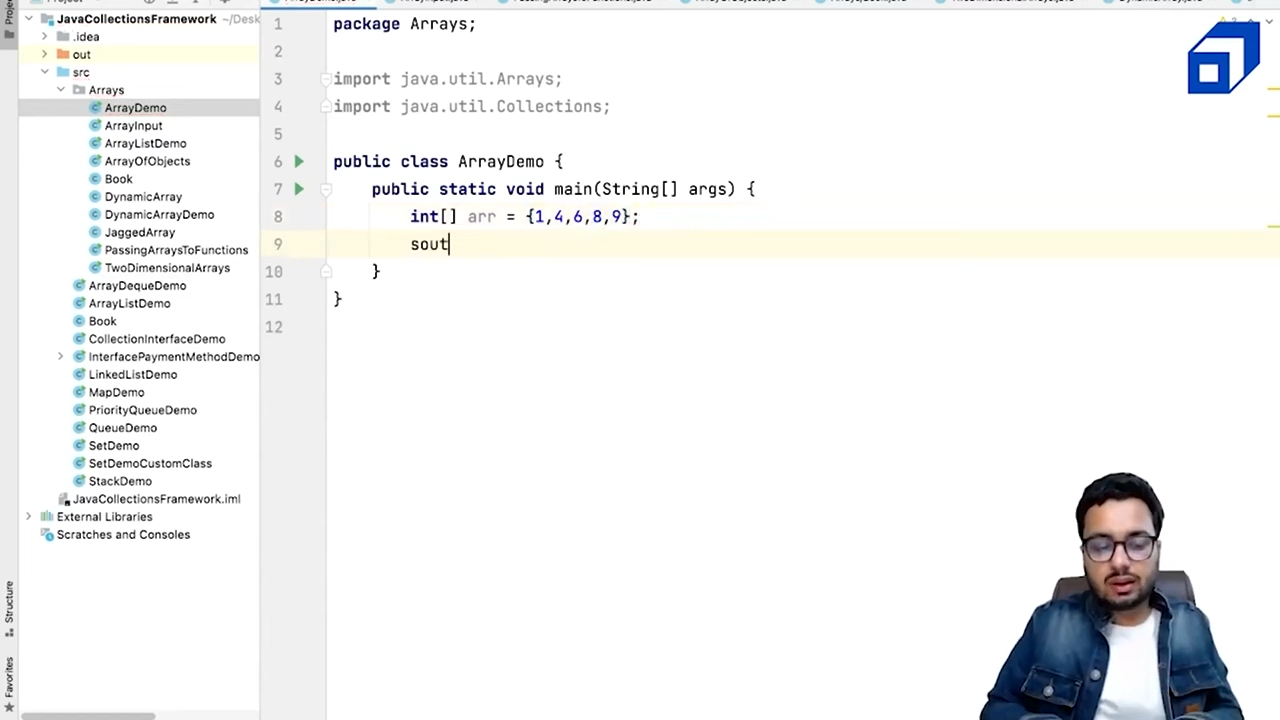 JavaCollectionsFramework ~/Desk
.idea
out
src
Arrays
ArrayDemo
ArrayInput
ArrayListDemo
ArrayOfObjects
Book
DynamicArray
DynamicArrayDemo
JaggedArray
PassingArraysToFunctions
TwoDimensionalArrays
ArrayDequeDemo
ArrayListDemo
Book
CollectionInterfaceDemo
InterfacePaymentMethodDemo
LinkedListDemo
MapDemo
PriorityQueueDemo
QueueDemo
SetDemo
SetDemoCustomClass
StackDemo
JavaCollectionsFramework.iml
External Libraries
Scratches and Consoles
Structure
Favorites
1 package Arrays;
2
3 import java.util.Arrays;
4 import java.util.Collections;
5
6 public class ArrayDemo {
7 public static void main(String[] args) {
8 int[] arr = {1,4,6,8,9};
9 sout
10 }
11 }
12